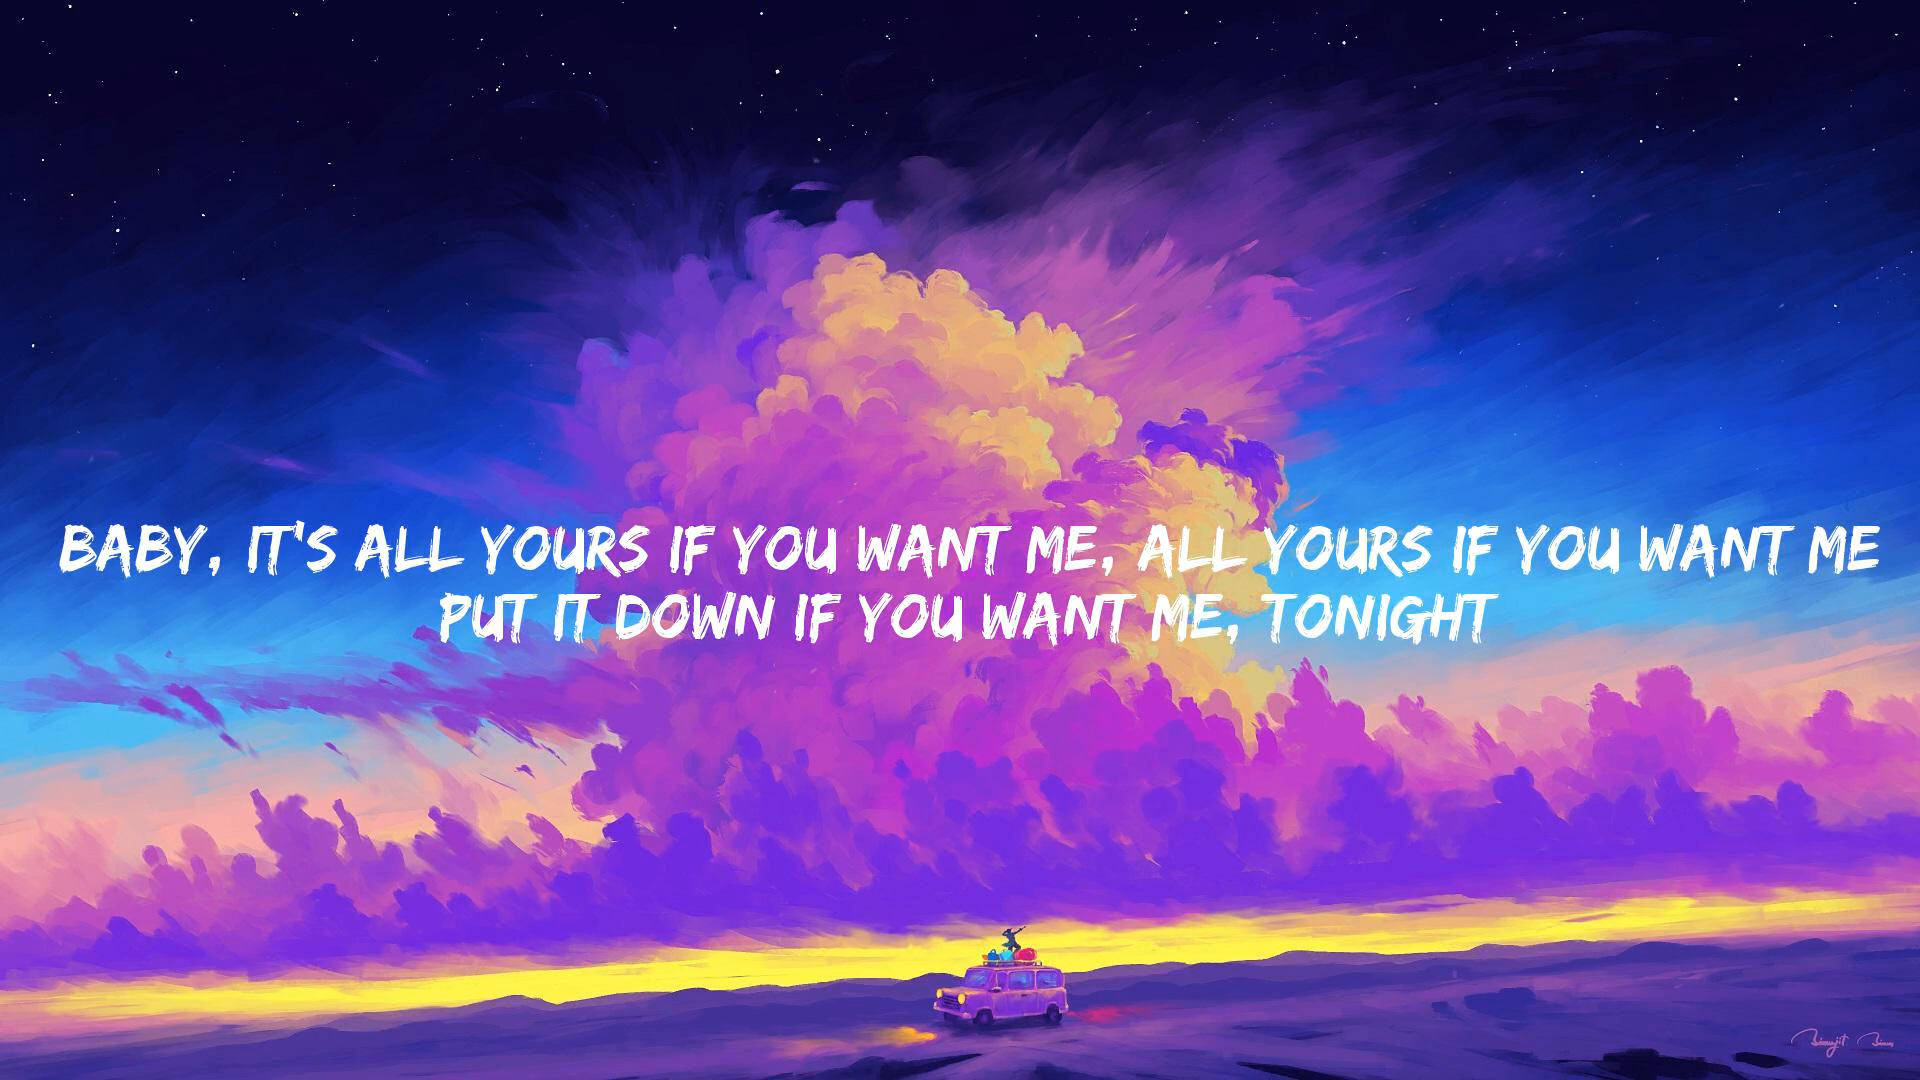 BABY, IT'S ALL YOURS IF YOU WANT ME, ALL YOURS IF YOU WANT ME
PUT IT DOWN IF YOU WANT ME, TONIGHT